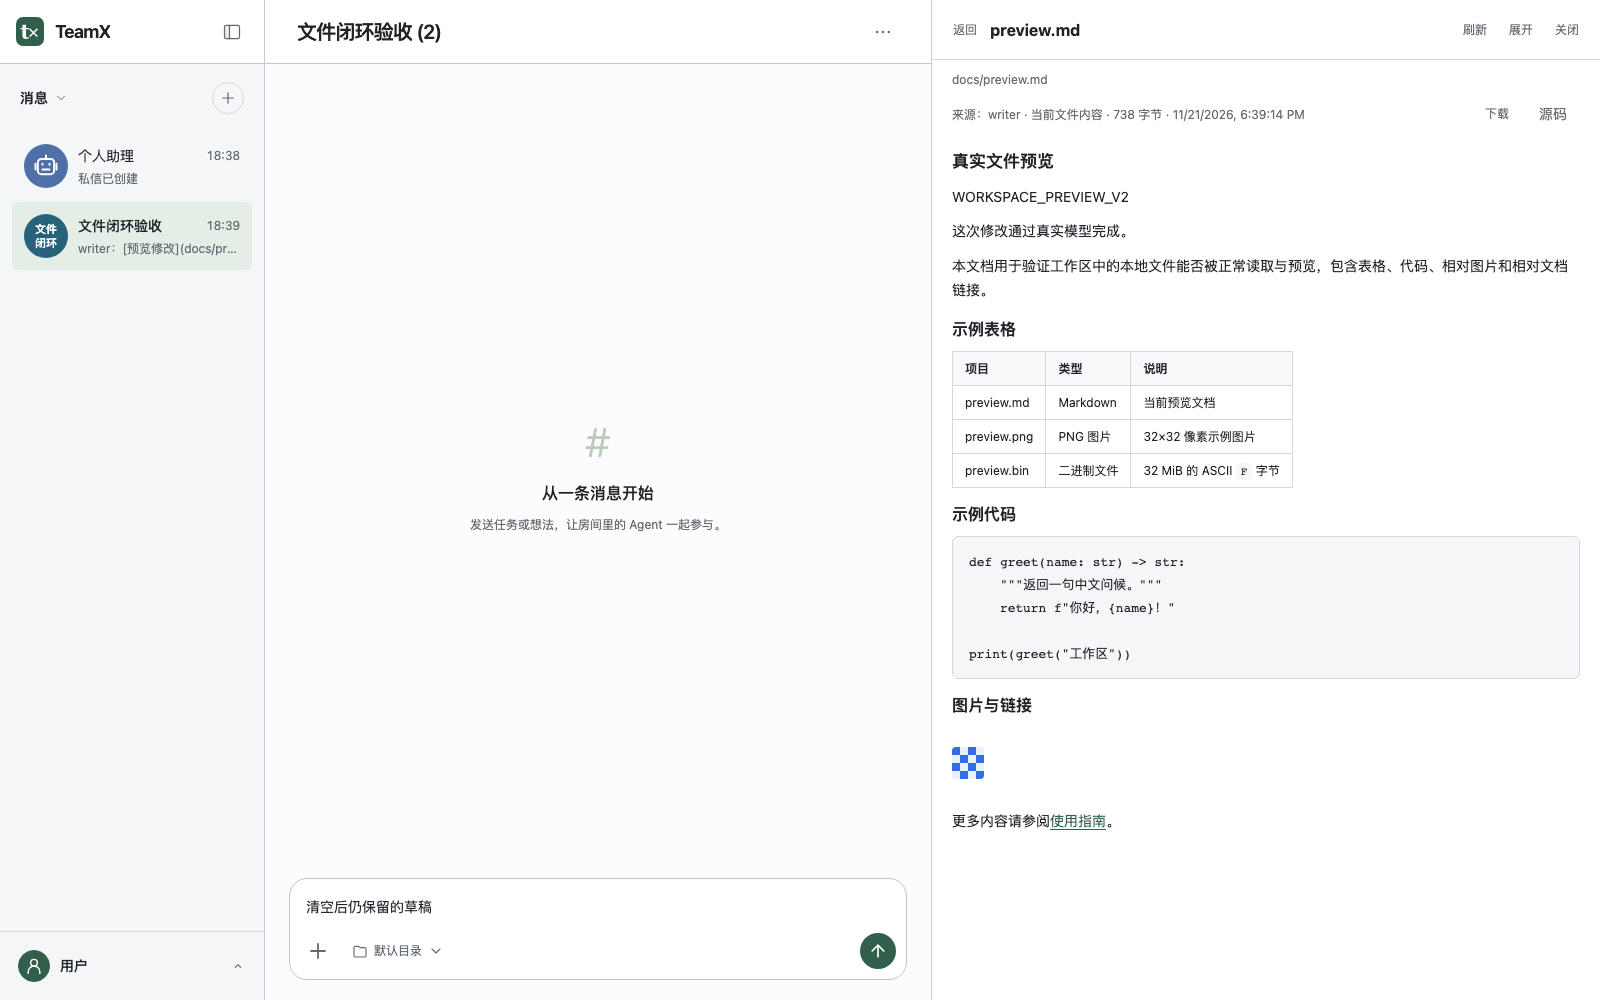 tx TeamX
消息
个人助理 18:38
私信已创建
文件闭环
文件闭环验收 18:39
writer：[预览修改](docs/pr...
用户
文件闭环验收 (2)
#
从一条消息开始
发送任务或想法，让房间里的 Agent 一起参与。
清空后仍保留的草稿
默认目录
返回 preview.md 刷新 展开 关闭
docs/preview.md
来源：writer · 当前文件内容 · 738 字节 · 11/21/2026, 6:39:14 PM 下载 源码
真实文件预览
WORKSPACE_PREVIEW_V2
这次修改通过真实模型完成。
本文档用于验证工作区中的本地文件能否被正常读取与预览，包含表格、代码、相对图片和相对文档
链接。
示例表格
项目 类型 说明
preview.md Markdown 当前预览文档
preview.png PNG 图片 32×32 像素示例图片
preview.bin 二进制文件 32 MiB 的 ASCII F 字节
示例代码
def greet(name: str) -> str:
    """返回一句中文问候。"""
    return f"你好，{name}！"
print(greet("工作区"))
图片与链接
更多内容请参阅使用指南。